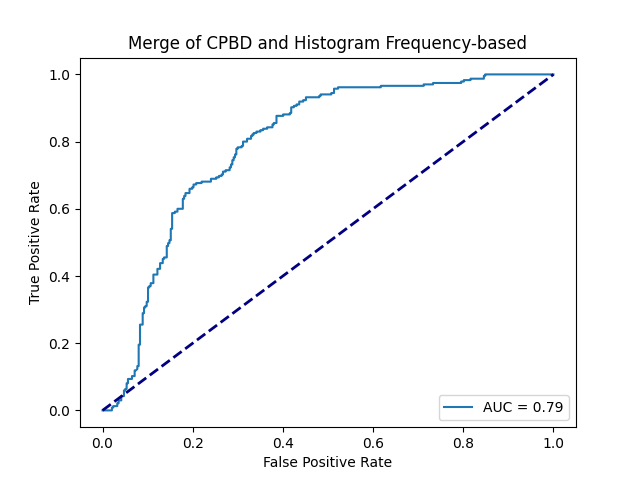 Merge of CPBD and Histogram Frequency-based
True Positive Rate
1.0
0.8
0.6
0.4
0.2
0.0
AUC = 0.79
0.0 0.2 0.4 0.6 0.8 1.0
False Positive Rate